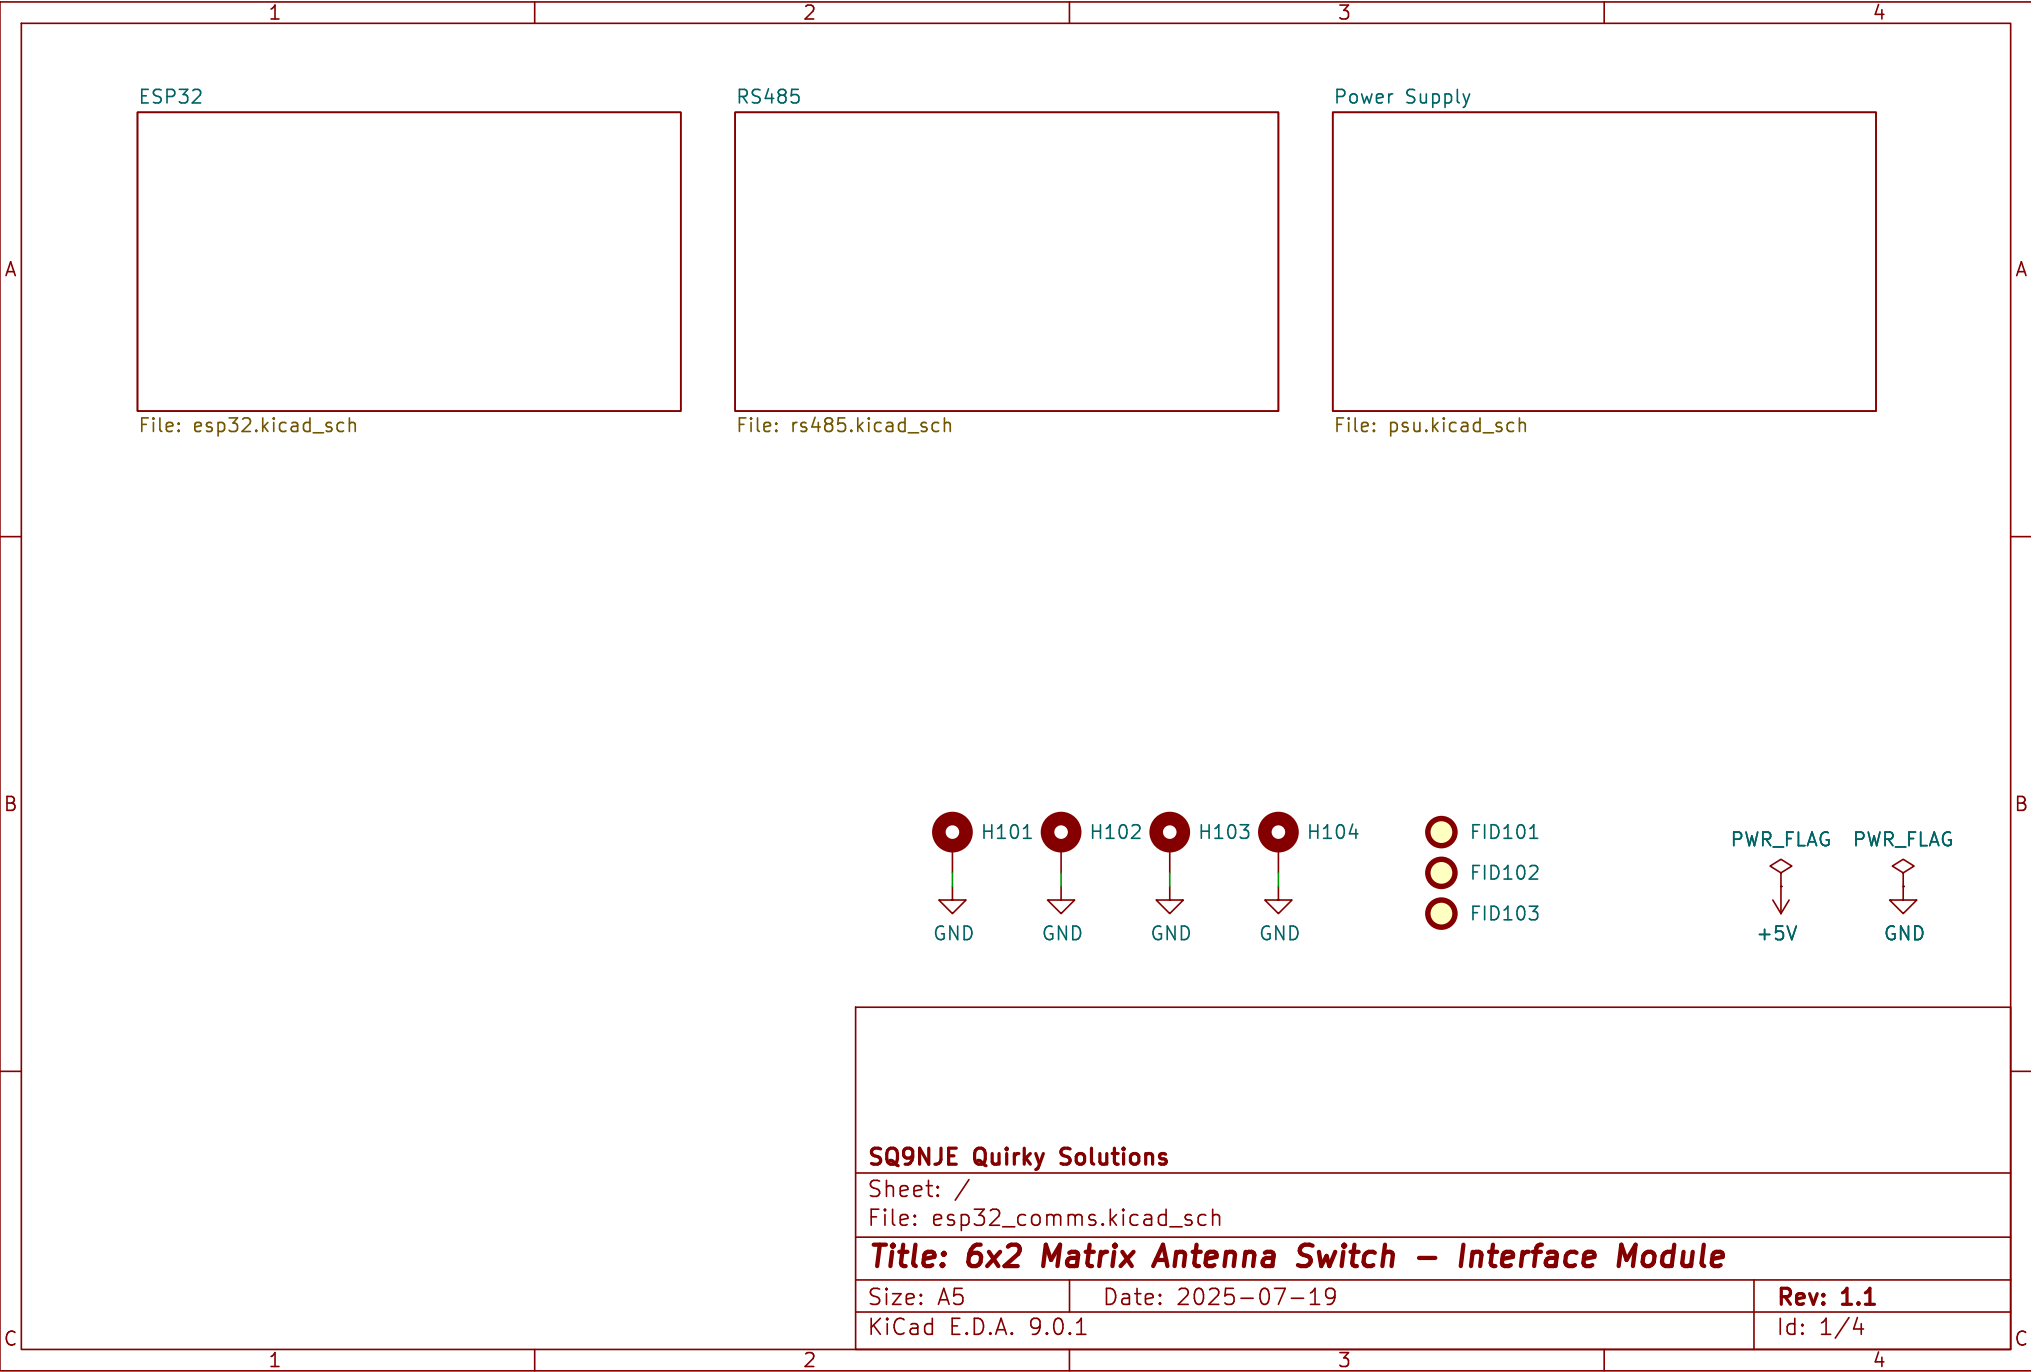 1 2 3 4
ESP32 RS485 Power Supply
A A
File: esp32.kicad_sch File: rs485.kicad_sch File: psu.kicad_sch
B B
H101 H102 H103 H104 FID101
PWR_FLAG PWR_FLAG
FID102
FID103
GND GND GND GND +5V GND
SQ9NJE Quirky Solutions
Sheet: /
File: esp32_comms.kicad_sch
Title: 6x2 Matrix Antenna Switch – Interface Module
Size: A5 Date: 2025-07-19 Rev: 1.1
KiCad E.D.A. 9.0.1 Id: 1/4
C C
1 2 3 4